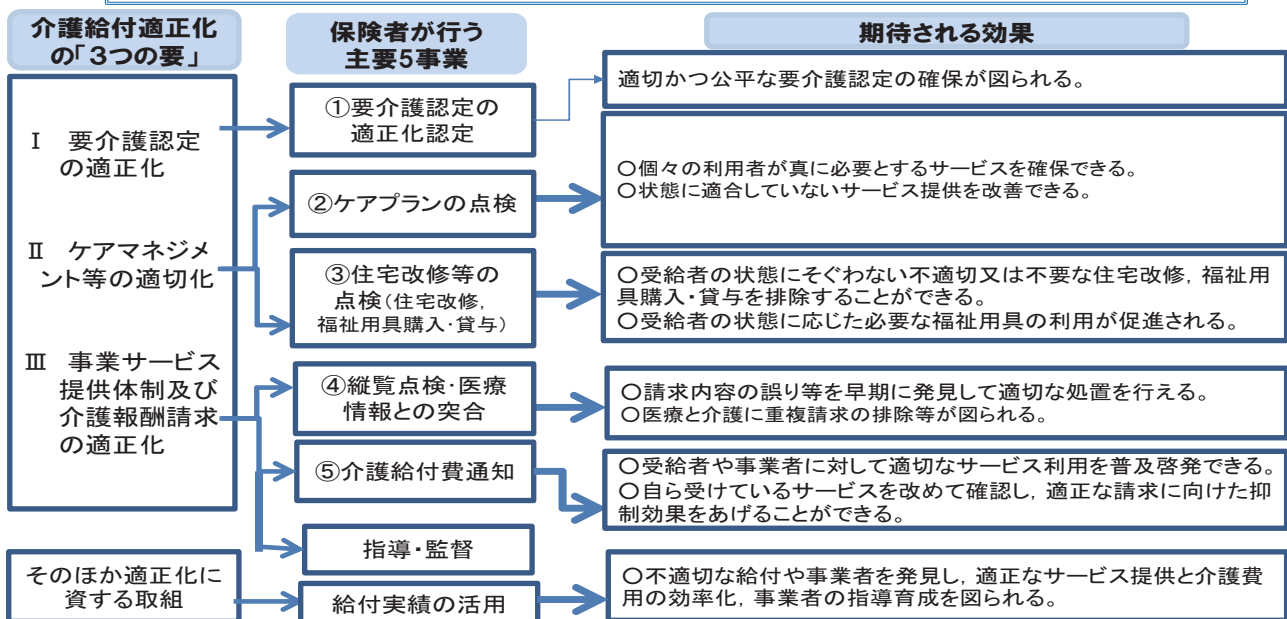 介護給付適正化
の「3つの要」
保険者が行う
主要5事業
期待される効果
Ⅰ 要介護認定
の適正化
Ⅱ ケアマネジメ
ント等の適切化
Ⅲ 事業サービス
提供体制及び
介護報酬請求
の適正化
そのほか適正化に
資する取組
①要介護認定の
適正化認定
②ケアプランの点検
③住宅改修等の
点検(住宅改修,
福祉用具購入・貸与)
④縦覧点検・医療
情報との突合
⑤介護給付費通知
指導・監督
給付実績の活用
適切かつ公平な要介護認定の確保が図られる。
○個々の利用者が真に必要とするサービスを確保できる。
○状態に適合していないサービス提供を改善できる。
○受給者の状態にそぐわない不適切又は不要な住宅改修,福祉用
具購入・貸与を排除することができる。
○受給者の状態に応じた必要な福祉用具の利用が促進される。
○請求内容の誤り等を早期に発見して適切な処置を行える。
○医療と介護に重複請求の排除等が図られる。
○受給者や事業者に対して適切なサービス利用を普及啓発できる。
○自ら受けているサービスを改めて確認し,適正な請求に向けた抑
制効果をあげることができる。
○不適切な給付や事業者を発見し,適正なサービス提供と介護費
用の効率化,事業者の指導育成を図られる。